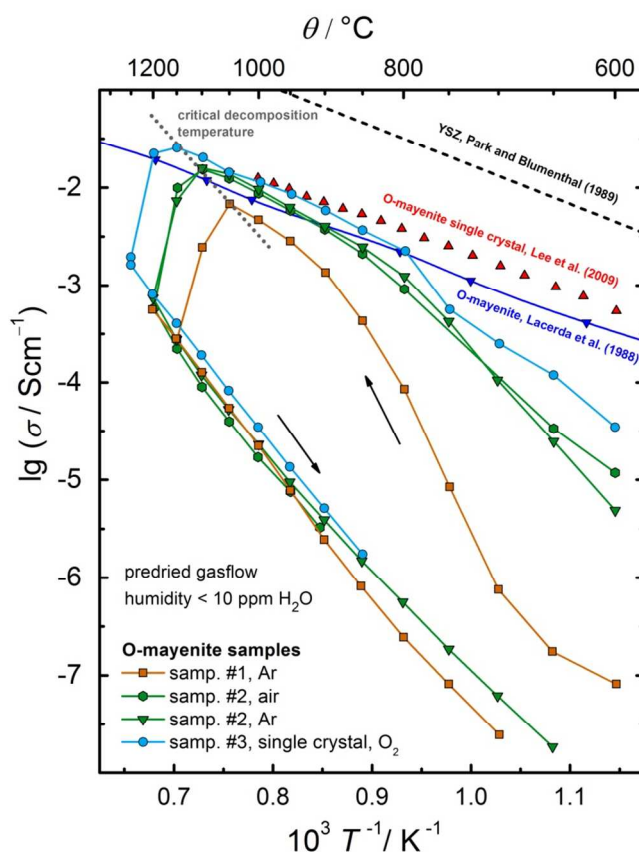 θ / °C
1200 1000 800 600
critical decomposition
temperature
YSZ, Park and Blumenthal (1989)
O-mayenite single crystal, Lee et al. (2009)
O-mayenite, Lacerda et al. (1988)
lg (σ / Scm⁻¹)
-2
-3
-4
-5
-6
-7
predried gasflow
humidity < 10 ppm H₂O
O-mayenite samples
samp. #1, Ar
samp. #2, air
samp. #2, Ar
samp. #3, single crystal, O₂
0.7 0.8 0.9 1.0 1.1
10³ T⁻¹/ K⁻¹